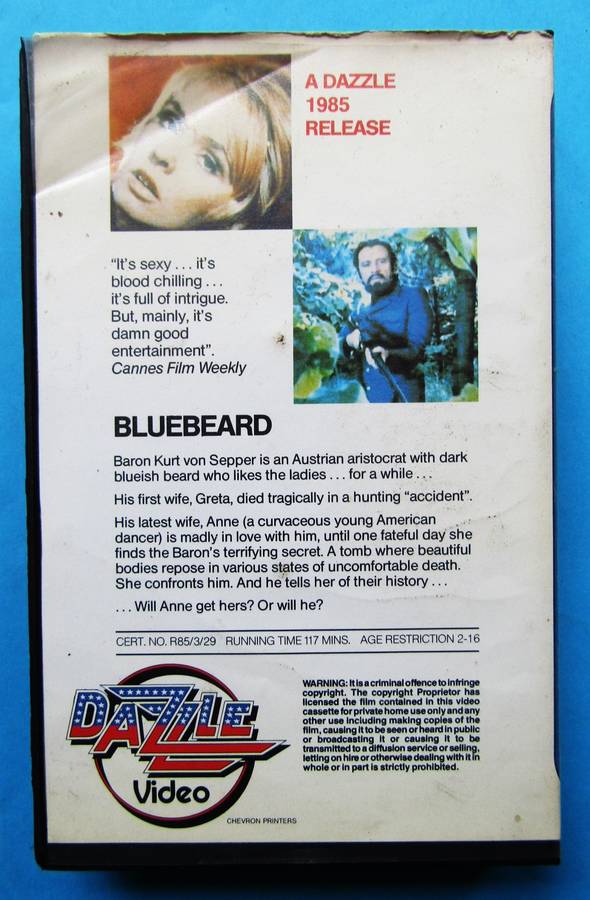 A DAZZLE
1985
RELEASE
“It’s sexy . . . it’s
blood chilling . . .
it’s full of intrigue.
But, mainly, it’s
damn good
entertainment”.
Cannes Film Weekly
BLUEBEARD
Baron Kurt von Sepper is an Austrian aristocrat with dark
blueish beard who likes the ladies . . . for a while . . .
His first wife, Greta, died tragically in a hunting “accident”.
His latest wife, Anne (a curvaceous young American
dancer) is madly in love with him, until one fateful day she
finds the Baron’s terrifying secret. A tomb where beautiful
bodies repose in various states of uncomfortable death.
She confronts him. And he tells her of their history . . .
. . . Will Anne get hers? Or will he?
CERT. NO. R85/3/29 RUNNING TIME 117 MINS. AGE RESTRICTION 2-16
DAZZLE
Video
WARNING: It is a criminal offence to infringe
copyright. The copyright Proprietor has
licensed the film contained in this video
cassette for private home use only and any
other use including making copies of the
film, causing it to be seen or heard in public
or broadcasting it or causing it to be
transmitted to a diffusion service or selling,
letting on hire or otherwise dealing with it in
whole or in part is strictly prohibited.
CHEVRON PRINTERS